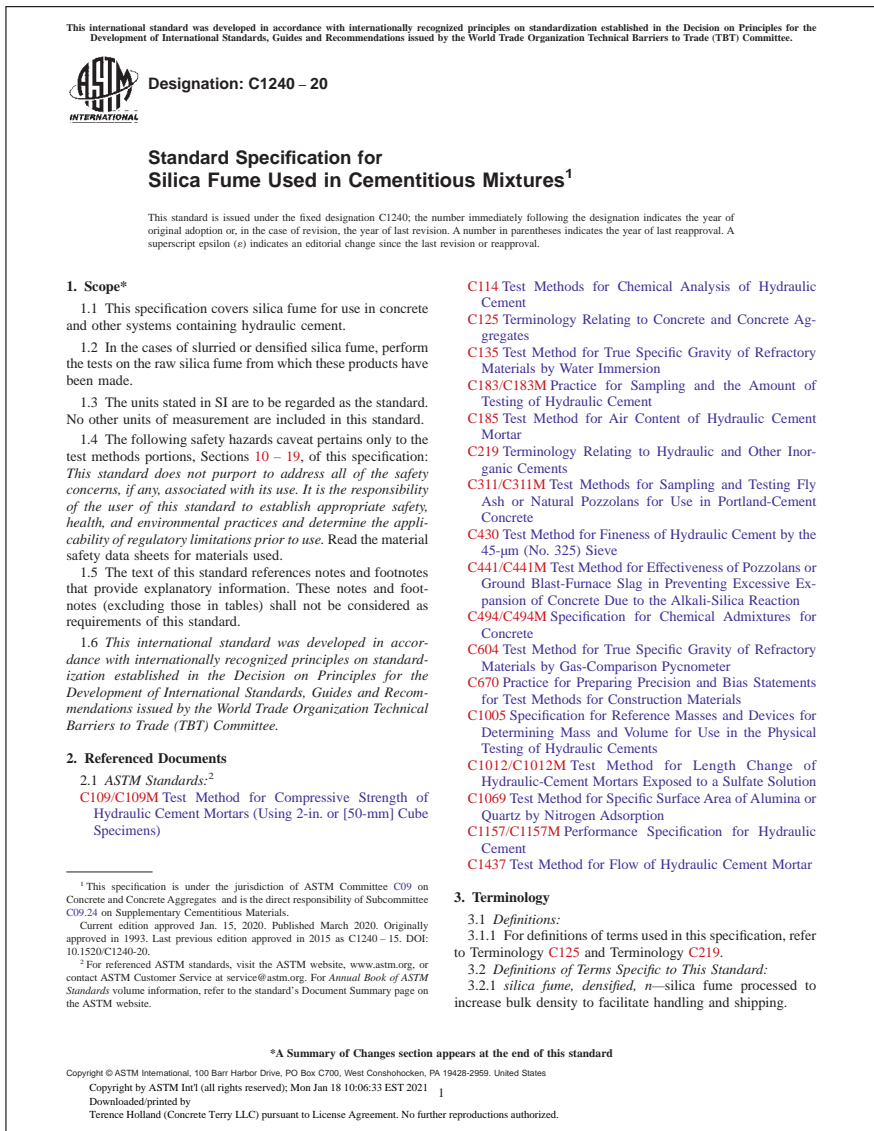 This international standard was developed in accordance with internationally recognized principles on standardization established in the Decision on Principles for the
Development of International Standards, Guides and Recommendations issued by the World Trade Organization Technical Barriers to Trade (TBT) Committee.
ASTM
INTERNATIONAL
Designation: C1240 – 20
Standard Specification for
Silica Fume Used in Cementitious Mixtures1
This standard is issued under the fixed designation C1240; the number immediately following the designation indicates the year of
original adoption or, in the case of revision, the year of last revision. A number in parentheses indicates the year of last reapproval. A
superscript epsilon (ε) indicates an editorial change since the last revision or reapproval.
1. Scope*
1.1 This specification covers silica fume for use in concrete
and other systems containing hydraulic cement.
1.2 In the cases of slurried or densified silica fume, perform
the tests on the raw silica fume from which these products have
been made.
1.3 The units stated in SI are to be regarded as the standard.
No other units of measurement are included in this standard.
1.4 The following safety hazards caveat pertains only to the
test methods portions, Sections 10 – 19, of this specification:
This standard does not purport to address all of the safety
concerns, if any, associated with its use. It is the responsibility
of the user of this standard to establish appropriate safety,
health, and environmental practices and determine the appli-
cability of regulatory limitations prior to use. Read the material
safety data sheets for materials used.
1.5 The text of this standard references notes and footnotes
that provide explanatory information. These notes and foot-
notes (excluding those in tables) shall not be considered as
requirements of this standard.
1.6 This international standard was developed in accor-
dance with internationally recognized principles on standard-
ization established in the Decision on Principles for the
Development of International Standards, Guides and Recom-
mendations issued by the World Trade Organization Technical
Barriers to Trade (TBT) Committee.
2. Referenced Documents
2.1 ASTM Standards:2
C109/C109M Test Method for Compressive Strength of
Hydraulic Cement Mortars (Using 2-in. or [50-mm] Cube
Specimens)
1 This specification is under the jurisdiction of ASTM Committee C09 on
Concrete and Concrete Aggregates and is the direct responsibility of Subcommittee
C09.24 on Supplementary Cementitious Materials.
Current edition approved Jan. 15, 2020. Published March 2020. Originally
approved in 1993. Last previous edition approved in 2015 as C1240 – 15. DOI:
10.1520/C1240-20.
2 For referenced ASTM standards, visit the ASTM website, www.astm.org, or
contact ASTM Customer Service at service@astm.org. For Annual Book of ASTM
Standards volume information, refer to the standard's Document Summary page on
the ASTM website.
C114 Test Methods for Chemical Analysis of Hydraulic
Cement
C125 Terminology Relating to Concrete and Concrete Ag-
gregates
C135 Test Method for True Specific Gravity of Refractory
Materials by Water Immersion
C183/C183M Practice for Sampling and the Amount of
Testing of Hydraulic Cement
C185 Test Method for Air Content of Hydraulic Cement
Mortar
C219 Terminology Relating to Hydraulic and Other Inor-
ganic Cements
C311/C311M Test Methods for Sampling and Testing Fly
Ash or Natural Pozzolans for Use in Portland-Cement
Concrete
C430 Test Method for Fineness of Hydraulic Cement by the
45-µm (No. 325) Sieve
C441/C441M Test Method for Effectiveness of Pozzolans or
Ground Blast-Furnace Slag in Preventing Excessive Ex-
pansion of Concrete Due to the Alkali-Silica Reaction
C494/C494M Specification for Chemical Admixtures for
Concrete
C604 Test Method for True Specific Gravity of Refractory
Materials by Gas-Comparison Pycnometer
C670 Practice for Preparing Precision and Bias Statements
for Test Methods for Construction Materials
C1005 Specification for Reference Masses and Devices for
Determining Mass and Volume for Use in the Physical
Testing of Hydraulic Cements
C1012/C1012M Test Method for Length Change of
Hydraulic-Cement Mortars Exposed to a Sulfate Solution
C1069 Test Method for Specific Surface Area of Alumina or
Quartz by Nitrogen Adsorption
C1157/C1157M Performance Specification for Hydraulic
Cement
C1437 Test Method for Flow of Hydraulic Cement Mortar
3. Terminology
3.1 Definitions:
3.1.1 For definitions of terms used in this specification, refer
to Terminology C125 and Terminology C219.
3.2 Definitions of Terms Specific to This Standard:
3.2.1 silica fume, densified, n—silica fume processed to
increase bulk density to facilitate handling and shipping.
*A Summary of Changes section appears at the end of this standard
Copyright © ASTM International, 100 Barr Harbor Drive, PO Box C700, West Conshohocken, PA 19428-2959. United States
Copyright by ASTM Int'l (all rights reserved); Mon Jan 18 10:06:33 EST 2021
1
Downloaded/printed by
Terence Holland (Concrete Terry LLC) pursuant to License Agreement. No further reproductions authorized.